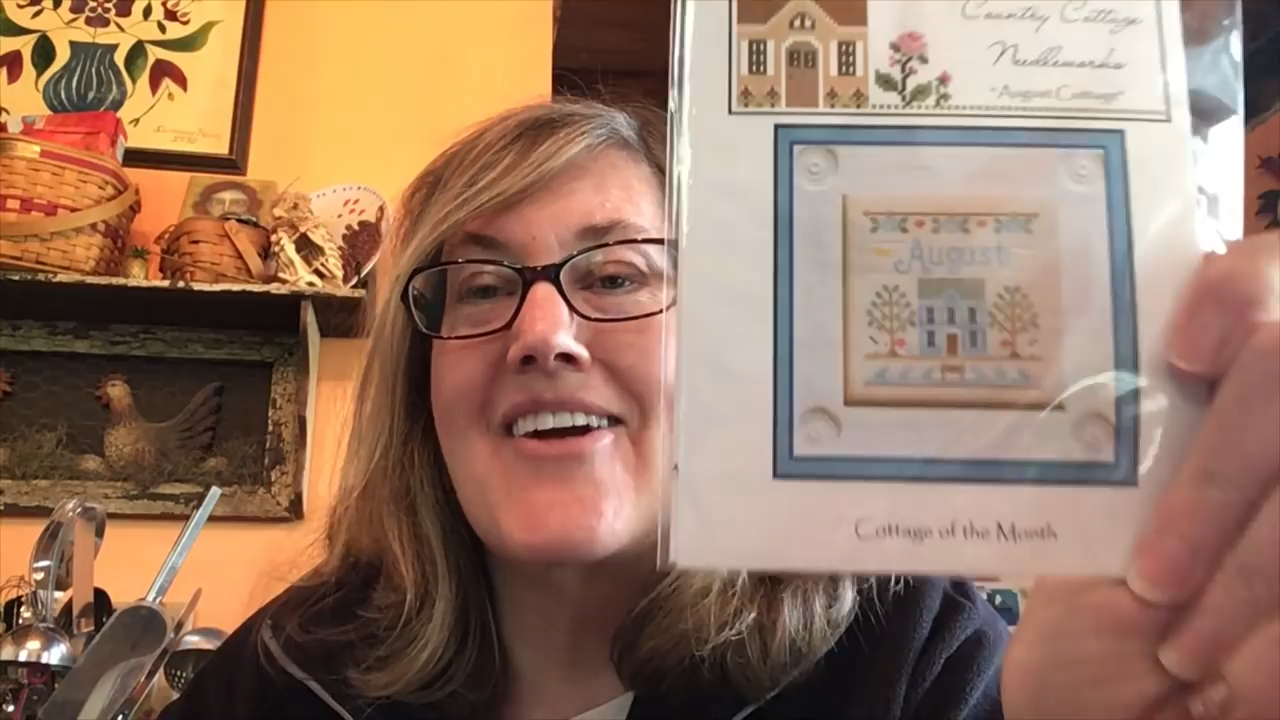 Country Cottage
Needleworks
"August Cottage"
August
Cottage of the Month